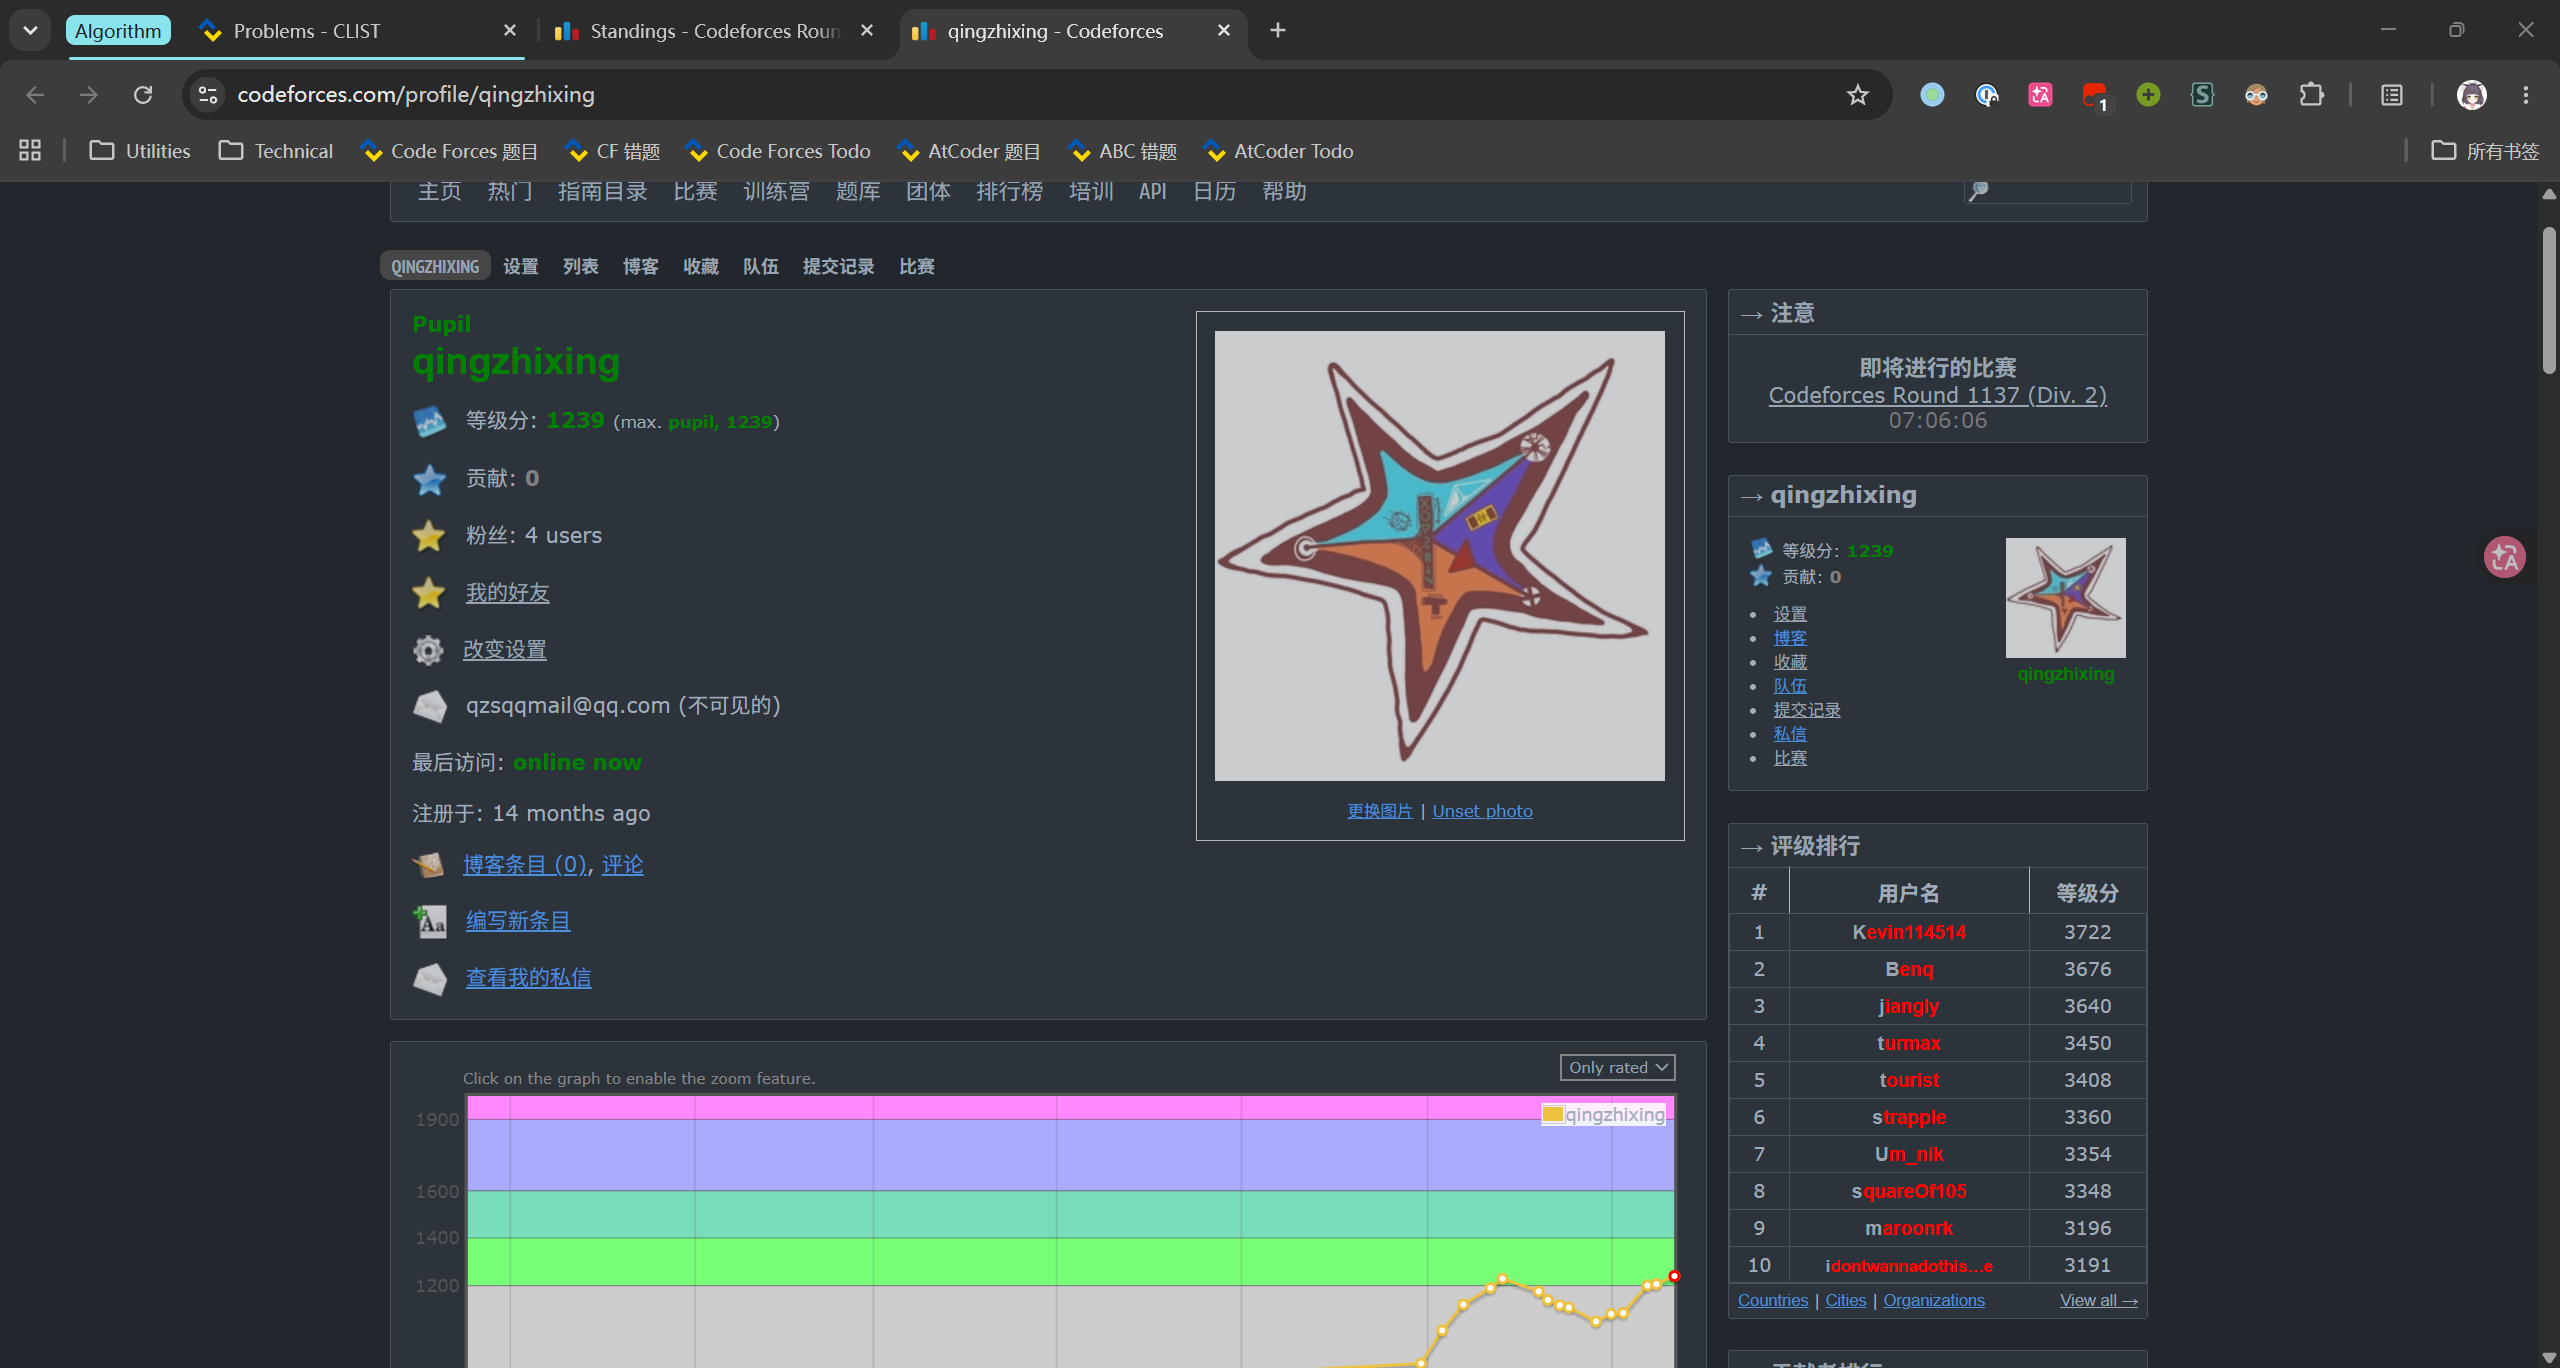 Algorithm
Problems - CLIST
Standings - Codeforces Roun
qingzhixing - Codeforces
codeforces.com/profile/qingzhixing
1
Utilities
Technical
Code Forces 题目
CF 错题
Code Forces Todo
AtCoder 题目
ABC 错题
AtCoder Todo
所有书签
主页 热门 指南目录 比赛 训练营 题库 团体 排行榜 培训 API 日历 帮助
QINGZHIXING 设置 列表 博客 收藏 队伍 提交记录 比赛
Pupil
qingzhixing
等级分: 1239 (max. pupil, 1239)
贡献: 0
粉丝: 4 users
我的好友
改变设置
qzsqqmail@qq.com (不可见的)
最后访问: online now
注册于: 14 months ago
博客条目 (0), 评论
编写新条目
查看我的私信
更换图片 | Unset photo
→ 注意
即将进行的比赛
Codeforces Round 1137 (Div. 2)
07:06:06
→ qingzhixing
等级分: 1239
贡献: 0
设置
博客
收藏
队伍
提交记录
私信
比赛
qingzhixing
→ 评级排行
# 用户名 等级分
1 Kevin114514 3722
2 Benq 3676
3 jiangly 3640
4 turmax 3450
5 tourist 3408
6 strapple 3360
7 Um_nik 3354
8 squareOf105 3348
9 maroonrk 3196
10 idontwannadothis...e 3191
Countries | Cities | Organizations View all →
Only rated
Click on the graph to enable the zoom feature.
qingzhixing
1900
1600
1400
1200